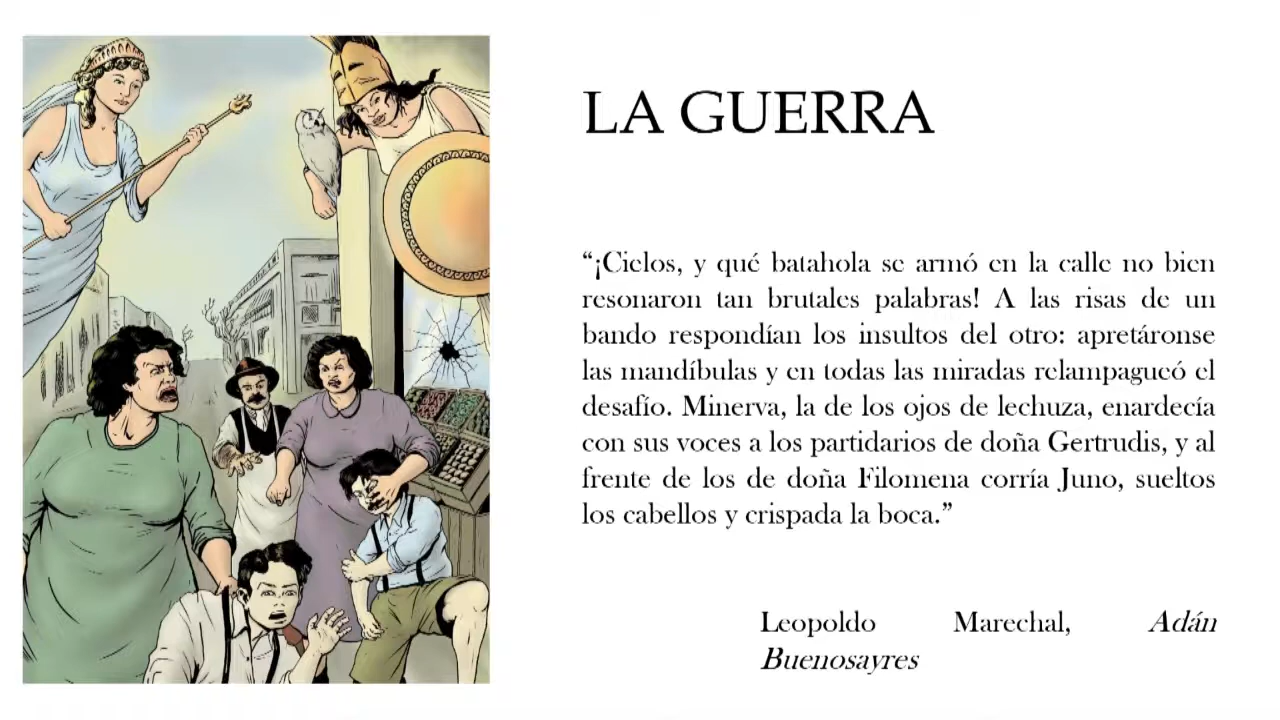 LA GUERRA
“¡Cielos, y qué batahola se armó en la calle no bien
resonaron tan brutales palabras! A las risas de un
bando respondían los insultos del otro: apretáronse
las mandíbulas y en todas las miradas relampagueó el
desafío. Minerva, la de los ojos de lechuza, enardecía
con sus voces a los partidarios de doña Gertrudis, y al
frente de los de doña Filomena corría Juno, sueltos
los cabellos y crispada la boca.”
Leopoldo Marechal, Adán
Buenosayres